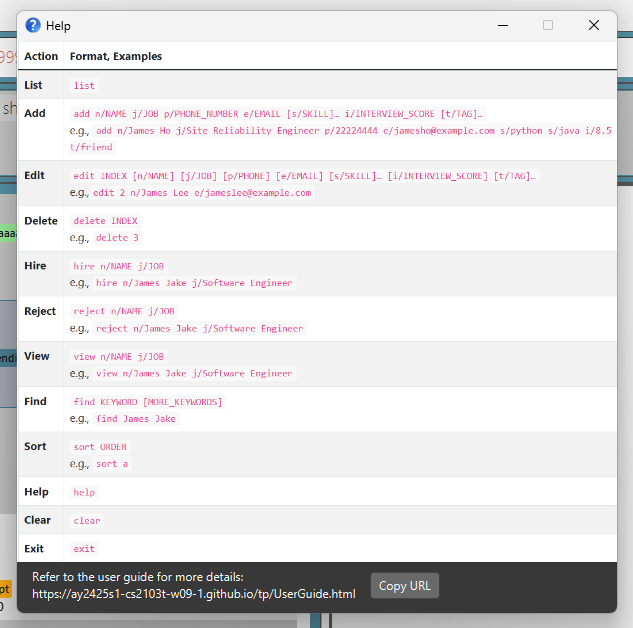 Help
999
sh
aaaa
endi
pt
0
Action Format, Examples
List list
Add add n/NAME j/JOB p/PHONE_NUMBER e/EMAIL [s/SKILL]… i/INTERVIEW_SCORE [t/TAG]…
e.g., add n/James Ho j/Site Reliability Engineer p/22224444 e/jamesho@example.com s/python s/java i/8.5
t/friend
Edit edit INDEX [n/NAME] [j/JOB] [p/PHONE] [e/EMAIL] [s/SKILL]… [i/INTERVIEW_SCORE] [t/TAG]…
e.g., edit 2 n/James Lee e/jameslee@example.com
Delete delete INDEX
e.g., delete 3
Hire hire n/NAME j/JOB
e.g., hire n/James Jake j/Software Engineer
Reject reject n/NAME j/JOB
e.g., reject n/James Jake j/Software Engineer
View view n/NAME j/JOB
e.g., view n/James Jake j/Software Engineer
Find find KEYWORD [MORE_KEYWORDS]
e.g., find James Jake
Sort sort ORDER
e.g., sort a
Help help
Clear clear
Exit exit
Refer to the user guide for more details:
https://ay2425s1-cs2103t-w09-1.github.io/tp/UserGuide.html
Copy URL